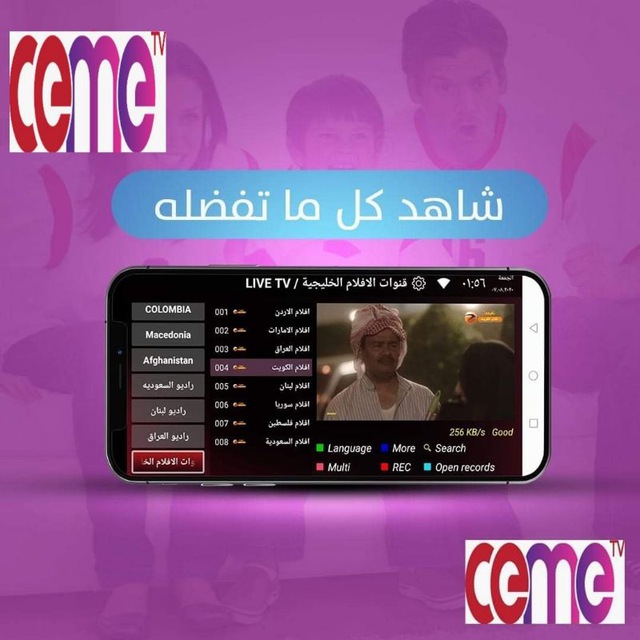 ceme TV
شاهد كل ما تفضله
LIVE TV / قنوات الافلام الخليجية
٠١:٥٦
الجمعة
COLOMBIA
Macedonia
Afghanistan
راديو السعوديه
راديو لبنان
راديو العراق
وات الافلام الخا
001 افلام الاردن
002 افلام الامارات
003 افلام العراق
004 افلام الكويت
005 افلام لبنان
006 افلام سوريا
007 افلام فلسطين
008 افلام السعودية
256 KB/s Good
Language More Search
Multi REC Open records
ceme TV